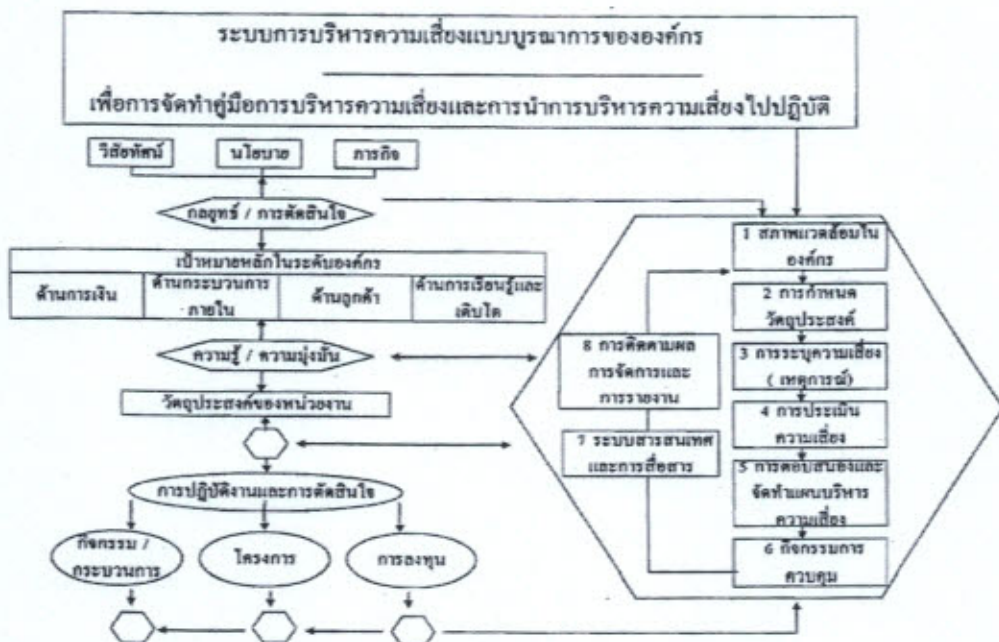 ระบบการบริหารความเสี่ยงแบบบูรณาการขององค์กร
เพื่อการจัดทำคู่มือการบริหารความเสี่ยงและการนำการบริหารความเสี่ยงไปปฏิบัติ
วิสัยทัศน์
นโยบาย
ภารกิจ
กลยุทธ์ / การตัดสินใจ
เป้าหมายหลักในระดับองค์กร
ด้านการเงิน
ด้านกระบวนการ
ภายใน
ด้านลูกค้า
ด้านการเรียนรู้และ
เติบโต
ความรู้ / ความมุ่งมั่น
วัตถุประสงค์ของหน่วยงาน
การปฏิบัติงานและการตัดสินใจ
กิจกรรม /
กระบวนการ
โครงการ
การลงทุน
1 สภาพแวดล้อมใน
องค์กร
2 การกำหนด
วัตถุประสงค์
3 การระบุความเสี่ยง
( เหตุการณ์)
4 การประเมิน
ความเสี่ยง
5 การตอบสนองและ
จัดทำแผนบริหาร
ความเสี่ยง
6 กิจกรรมการ
ควบคุม
7 ระบบสารสนเทศ
และการสื่อสาร
8 การติดตามผล
การจัดการและ
การรายงาน